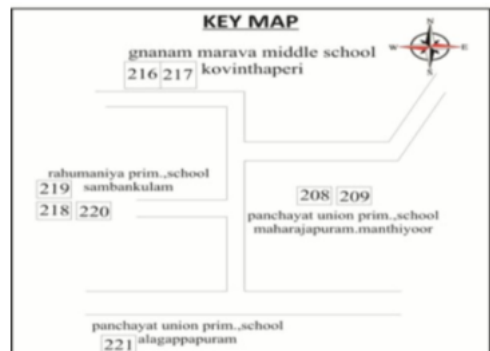 KEY MAP
N
W E
S
gnanam marava middle school
216 217 kovinthaperi
rahumaniya prim.,school
219 sambankulam
218 220
208 209
panchayat union prim.,school
maharajapuram.manthiyoor
panchayat union prim.,school
221 alagappapuram